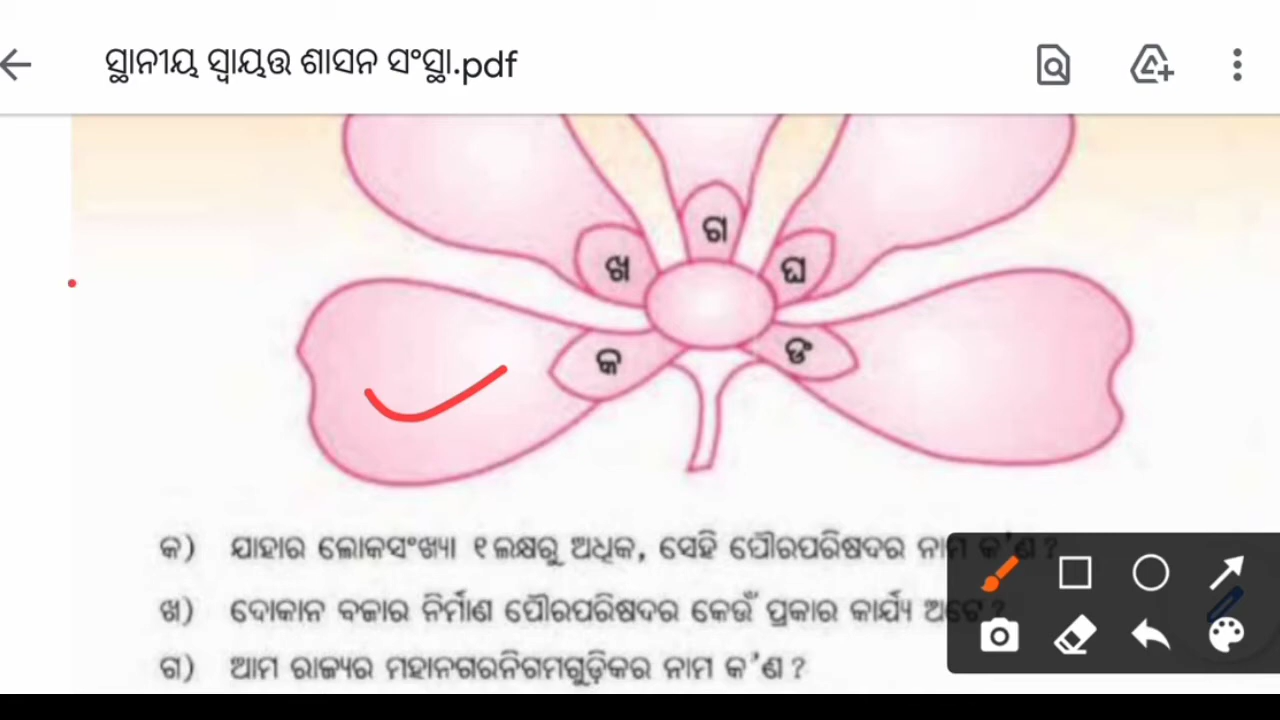 ସ୍ଥାନୀୟ ସ୍ୱାୟତ୍ତ ଶାସନ ସଂସ୍ଥା.pdf
ଗ
ଖ
ଘ
କ
ଙ
କ) ଯାହାର ଲୋକସଂଖ୍ୟା ୧ ଲକ୍ଷରୁ ଅଧିକ, ସେହି ପୌରପରିଷଦର ନାମ କ'ଣ ?
ଖ) ଦୋକାନ ବଜାର ନିର୍ମାଣ ପୌରପରିଷଦର କେଉଁ ପ୍ରକାର କାର୍ଯ୍ୟ ଅଟେ ?
ଗ) ଆମ ରାଜ୍ୟର ମହାନଗରନିଗମଗୁଡ଼ିକର ନାମ କ'ଣ ?